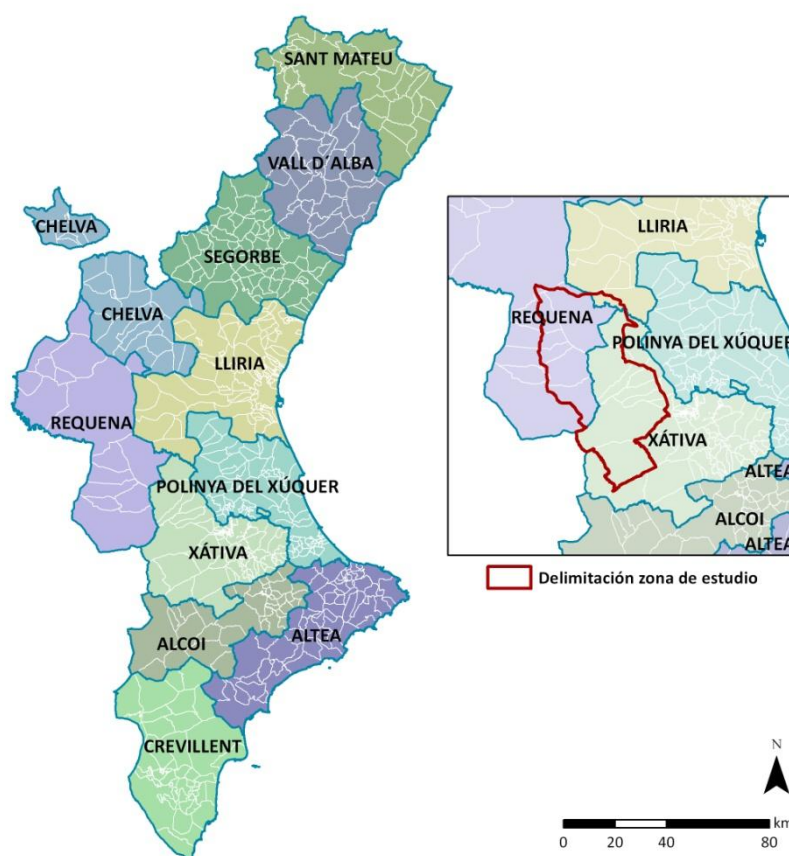 SANT MATEU
VALL D´ALBA
CHELVA
SEGORBE
CHELVA
LLIRIA
REQUENA
POLINYA DEL XÚQUER
XÁTIVA
ALCOI
ALTEA
CREVILLENT
LLIRIA
REQUENA
POLINYA DEL XÚQUER
XÁTIVA
ALTEA
ALCOI
ALTEA
Delimitación zona de estudio
N
km
0 20 40 80